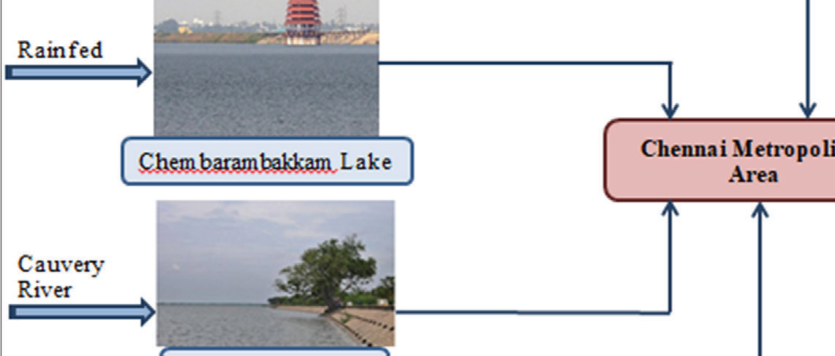 Rainfed
Chembarambakkam Lake
Chennai Metropoli
Area
Cauvery
River